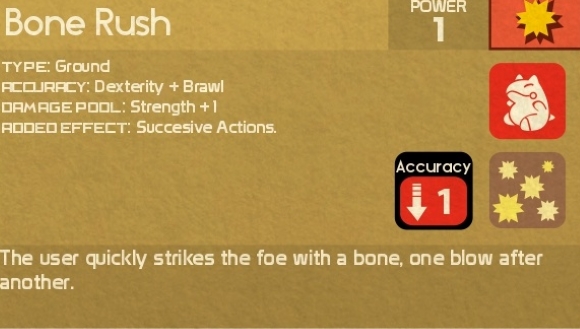 Bone Rush
POWER
1
TYPE: Ground
ACCURACY: Dexterity + Brawl
DAMAGE POOL: Strength +1
ADDED EFFECT: Succesive Actions.
Accuracy
1
The user quickly strikes the foe with a bone, one blow after
another.